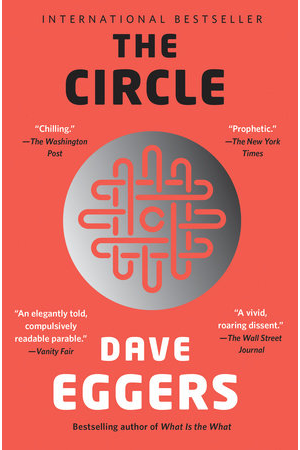 INTERNATIONAL BESTSELLER
THE
CIRCLE
“Chilling.”
—The Washington
Post
“Prophetic.”
—The New York
Times
“An elegantly told,
compulsively
readable parable.”
—Vanity Fair
“A vivid,
roaring dissent.”
—The Wall Street
Journal
DAVE
EGGERS
Bestselling author of What Is the What